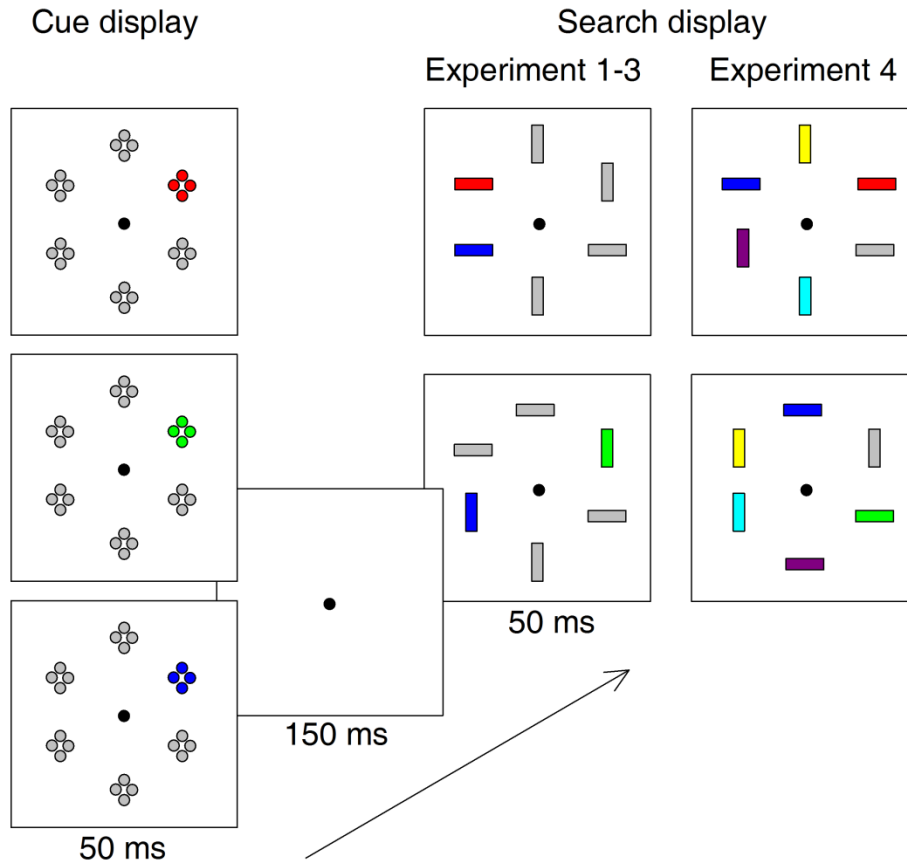 Cue display
Search display
Experiment 1-3
Experiment 4
50 ms
150 ms
50 ms